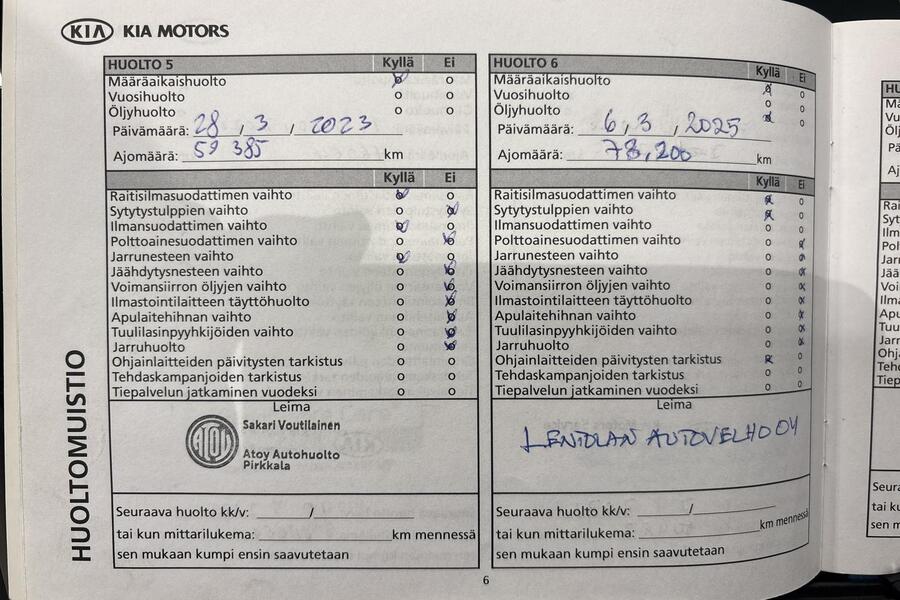 KIA KIA MOTORS
HUOLTO 5 Kyllä Ei
Määräaikaishuolto
Vuosihuolto
Öljyhuolto
Päivämäärä: 28 / 3 / 2023
Ajomäärä: 59 385 km
Kyllä Ei
Raitisilmasuodattimen vaihto
Sytytystulppien vaihto
Ilmansuodattimen vaihto
Polttoainesuodattimen vaihto
Jarrunesteen vaihto
Jäähdytysnesteen vaihto
Voimansiirron öljyjen vaihto
Ilmastointilaitteen täyttöhuolto
Apulaitehihnan vaihto
Tuulilasinpyyhkijöiden vaihto
Jarruhuolto
Ohjainlaitteiden päivitysten tarkistus
Tehdaskampanjoiden tarkistus
Tiepalvelun jatkaminen vuodeksi
Leima
ATOY
Sakari Voutilainen
Atoy Autohuolto
Pirkkala
Seuraava huolto kk/v: /
tai kun mittarilukema: km mennessä
sen mukaan kumpi ensin saavutetaan
HUOLTO 6 Kyllä Ei
Määräaikaishuolto
Vuosihuolto
Öljyhuolto
Päivämäärä: 6 / 3 / 2025
Ajomäärä: 78,200 km
Kyllä Ei
Raitisilmasuodattimen vaihto
Sytytystulppien vaihto
Ilmansuodattimen vaihto
Polttoainesuodattimen vaihto
Jarrunesteen vaihto
Jäähdytysnesteen vaihto
Voimansiirron öljyjen vaihto
Ilmastointilaitteen täyttöhuolto
Apulaitehihnan vaihto
Tuulilasinpyyhkijöiden vaihto
Jarruhuolto
Ohjainlaitteiden päivitysten tarkistus
Tehdaskampanjoiden tarkistus
Tiepalvelun jatkaminen vuodeksi
Leima
AUTOVELHO OY
Seuraava huolto kk/v: /
tai kun mittarilukema: km mennessä
sen mukaan kumpi ensin saavutetaan
HUOLTOMUISTIO
6